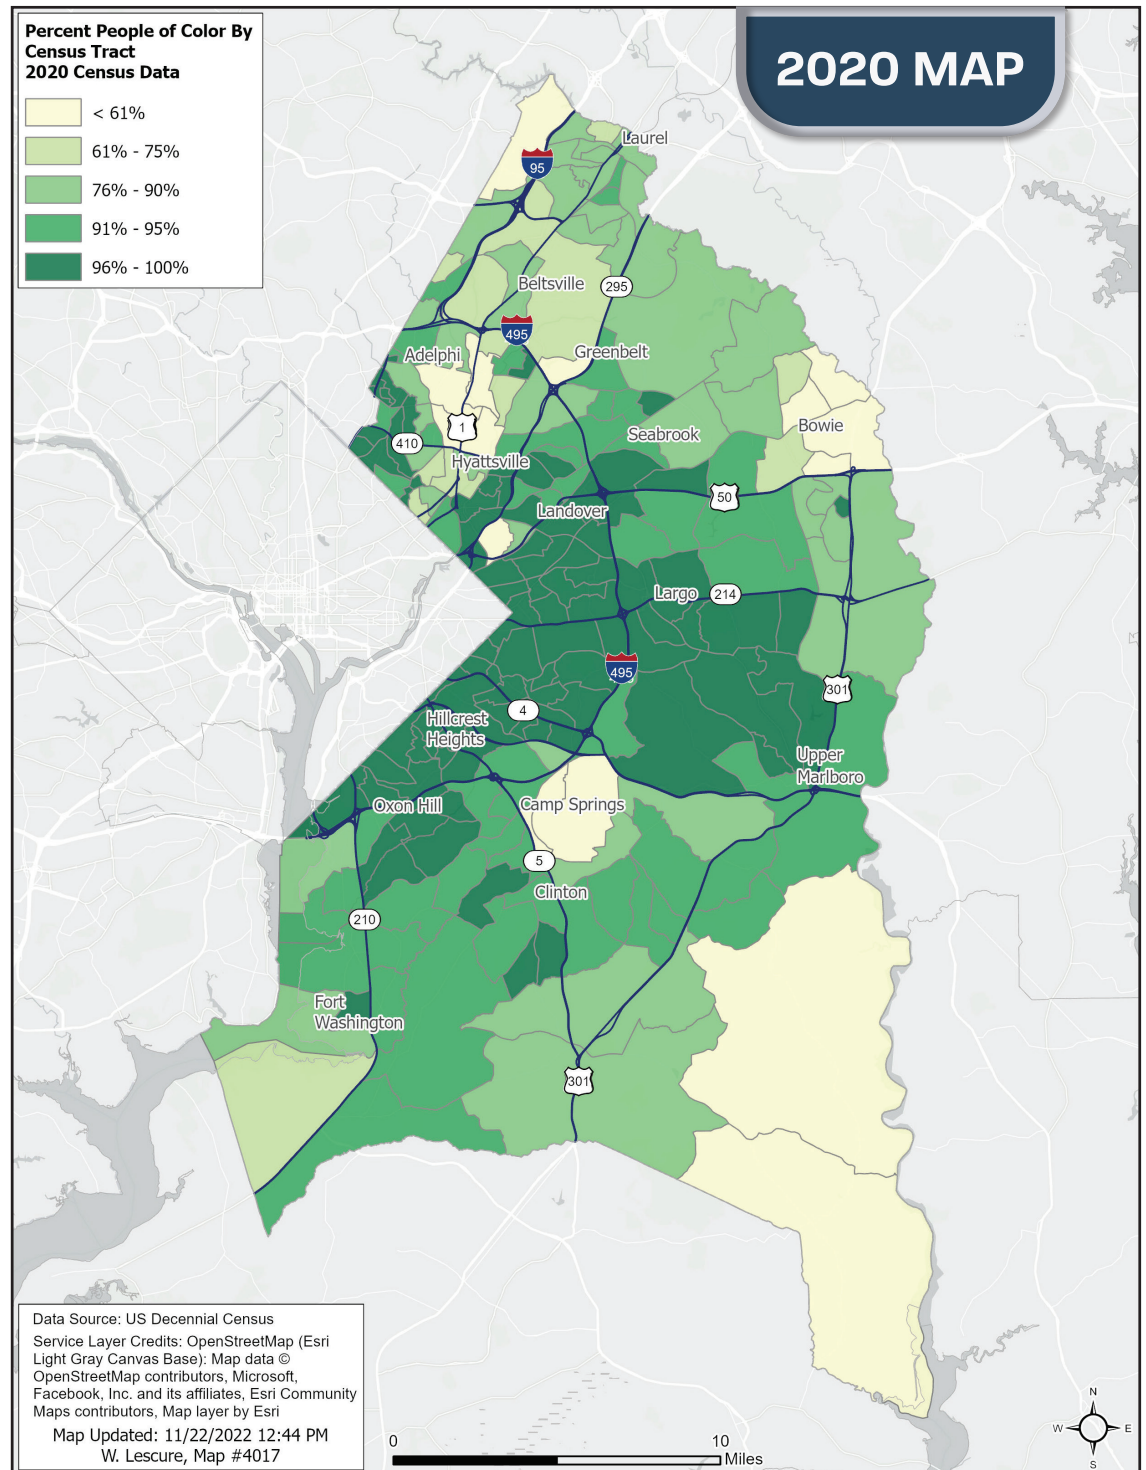 Percent People of Color By
Census Tract
2020 Census Data
< 61%
61% - 75%
76% - 90%
91% - 95%
96% - 100%
2020 MAP
Laurel
95
Beltsville
295
495
Adelphi
Greenbelt
1
Bowie
Seabrook
410
Hyattsville
50
Landover
Largo
214
495
301
4
Hillcrest
Heights
Upper
Marlboro
Oxon Hill
Camp Springs
5
Clinton
210
Fort
Washington
301
Data Source: US Decennial Census
Service Layer Credits: OpenStreetMap (Esri
Light Gray Canvas Base): Map data ©
OpenStreetMap contributors, Microsoft,
Facebook, Inc. and its affiliates, Esri Community
Maps contributors, Map layer by Esri
Map Updated: 11/22/2022 12:44 PM
W. Lescure, Map #4017
0
10
Miles
N
W
E
S